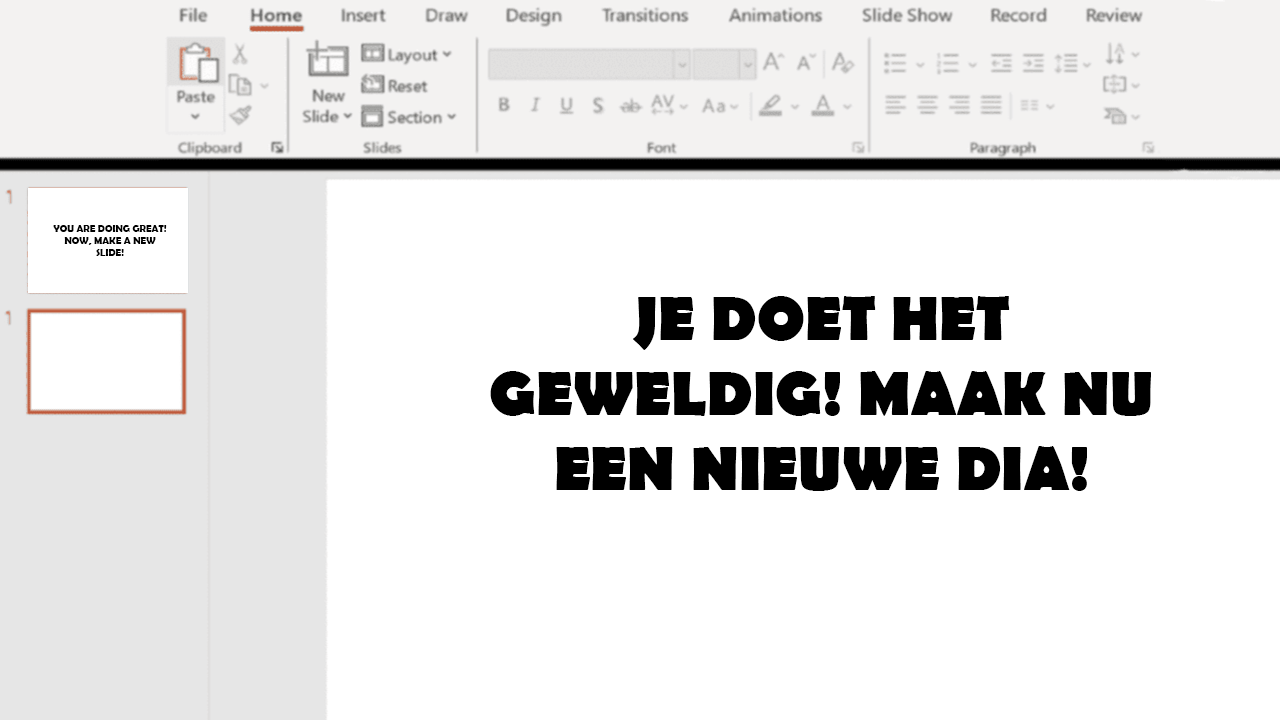 File Home Insert Draw Design Transitions Animations Slide Show Record Review
Paste
New
Slide
Layout
Reset
Section
B I U S ab AV Aa A
Clipboard Slides Font Paragraph
1
YOU ARE DOING GREAT!
NOW, MAKE A NEW
SLIDE!
1
JE DOET HET
GEWELDIG! MAAK NU
EEN NIEUWE DIA!